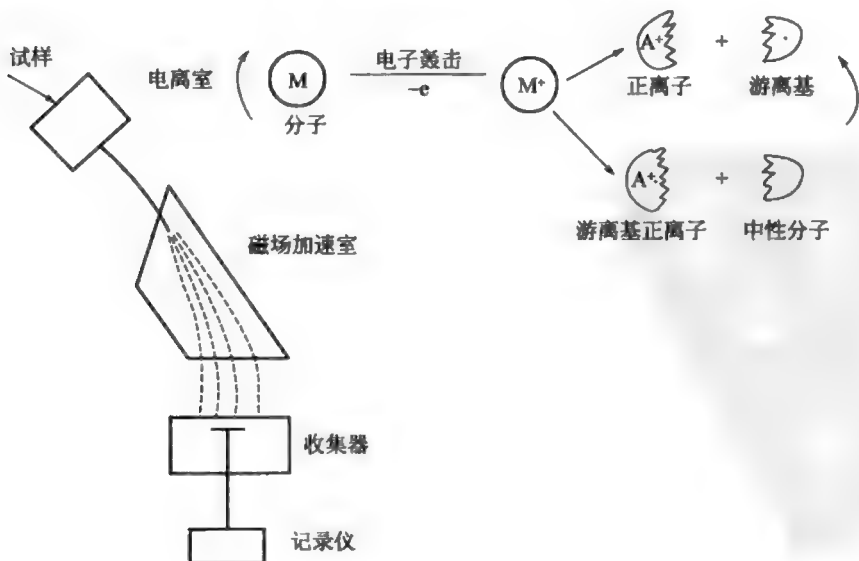 试样
电离室
M
分子
电子轰击
-e
M⁺
A⁺
+
正离子
游离基
A⁺·
+
游离基正离子
中性分子
磁场加速室
收集器
记录仪